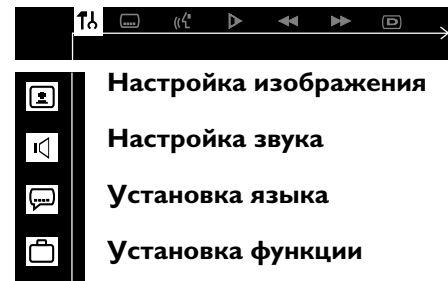 Настройка изображения
Настройка звука
Установка языка
Установка функции